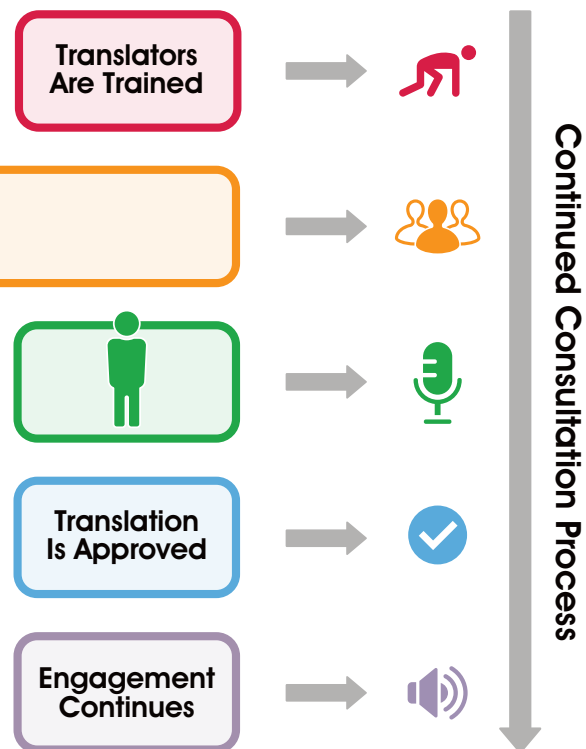 Translators
Are Trained
Translation
Is Approved
Engagement
Continues
Continued Consultation Process